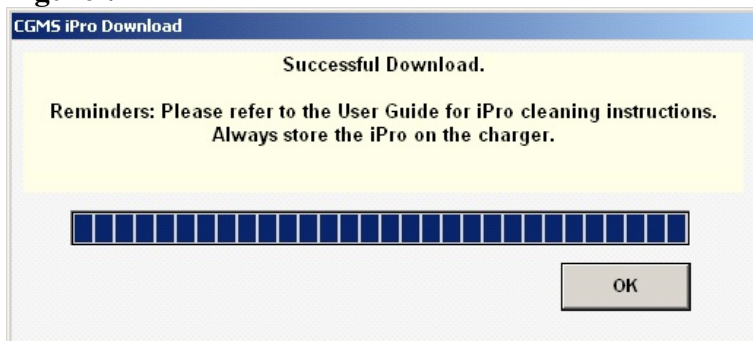 CGMS iPro Download
Successful Download.
Reminders: Please refer to the User Guide for iPro cleaning instructions.
Always store the iPro on the charger.
OK